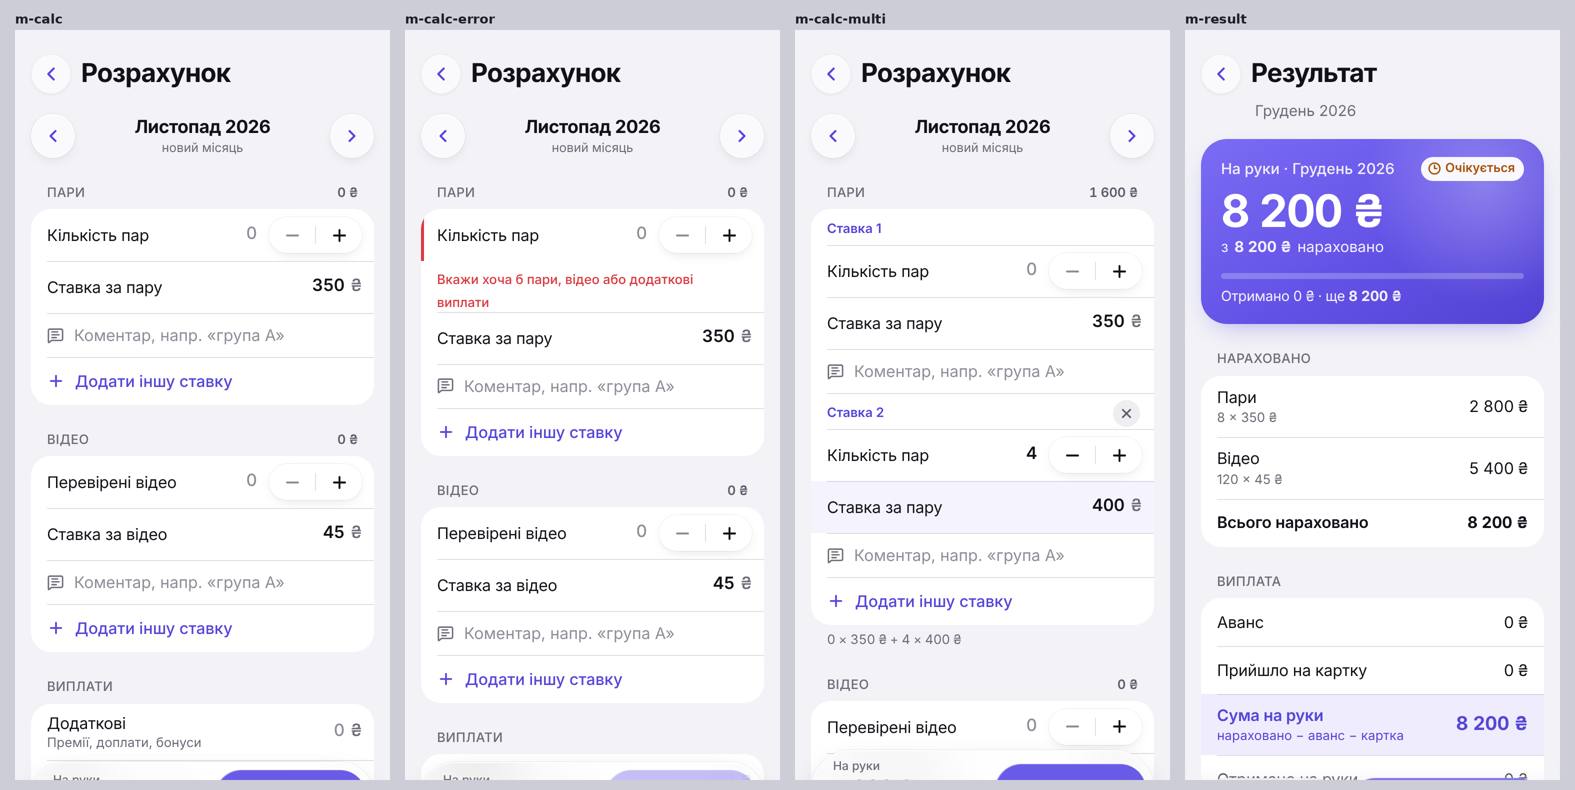 m-calc
Розрахунок
Листопад 2026
новий місяць
ПАРИ 0 ₴
Кількість пар 0
Ставка за пару 350 ₴
Коментар, напр. «група А»
Додати іншу ставку
ВІДЕО 0 ₴
Перевірені відео 0
Ставка за відео 45 ₴
Коментар, напр. «група А»
Додати іншу ставку
ВИПЛАТИ
Додаткові 0 ₴
Премії, доплати, бонуси
На руки
m-calc-error
Розрахунок
Листопад 2026
новий місяць
ПАРИ 0 ₴
Кількість пар 0
Вкажи хоча б пари, відео або додаткові
виплати
Ставка за пару 350 ₴
Коментар, напр. «група А»
Додати іншу ставку
ВІДЕО 0 ₴
Перевірені відео 0
Ставка за відео 45 ₴
Коментар, напр. «група А»
Додати іншу ставку
ВИПЛАТИ
На руки
m-calc-multi
Розрахунок
Листопад 2026
новий місяць
ПАРИ 1 600 ₴
Ставка 1
Кількість пар 0
Ставка за пару 350 ₴
Коментар, напр. «група А»
Ставка 2
Кількість пар 4
Ставка за пару 400 ₴
Коментар, напр. «група А»
Додати іншу ставку
0 × 350 ₴ + 4 × 400 ₴
ВІДЕО 0 ₴
Перевірені відео 0
На руки
m-result
Результат
Грудень 2026
На руки · Грудень 2026 Очікується
8 200 ₴
з 8 200 ₴ нараховано
Отримано 0 ₴ · ще 8 200 ₴
НАРАХОВАНО
Пари 2 800 ₴
8 × 350 ₴
Відео 5 400 ₴
120 × 45 ₴
Всього нараховано 8 200 ₴
ВИПЛАТА
Аванс 0 ₴
Прийшло на картку 0 ₴
Сума на руки 8 200 ₴
нараховано − аванс − картка
Отримано на руки 0 ₴